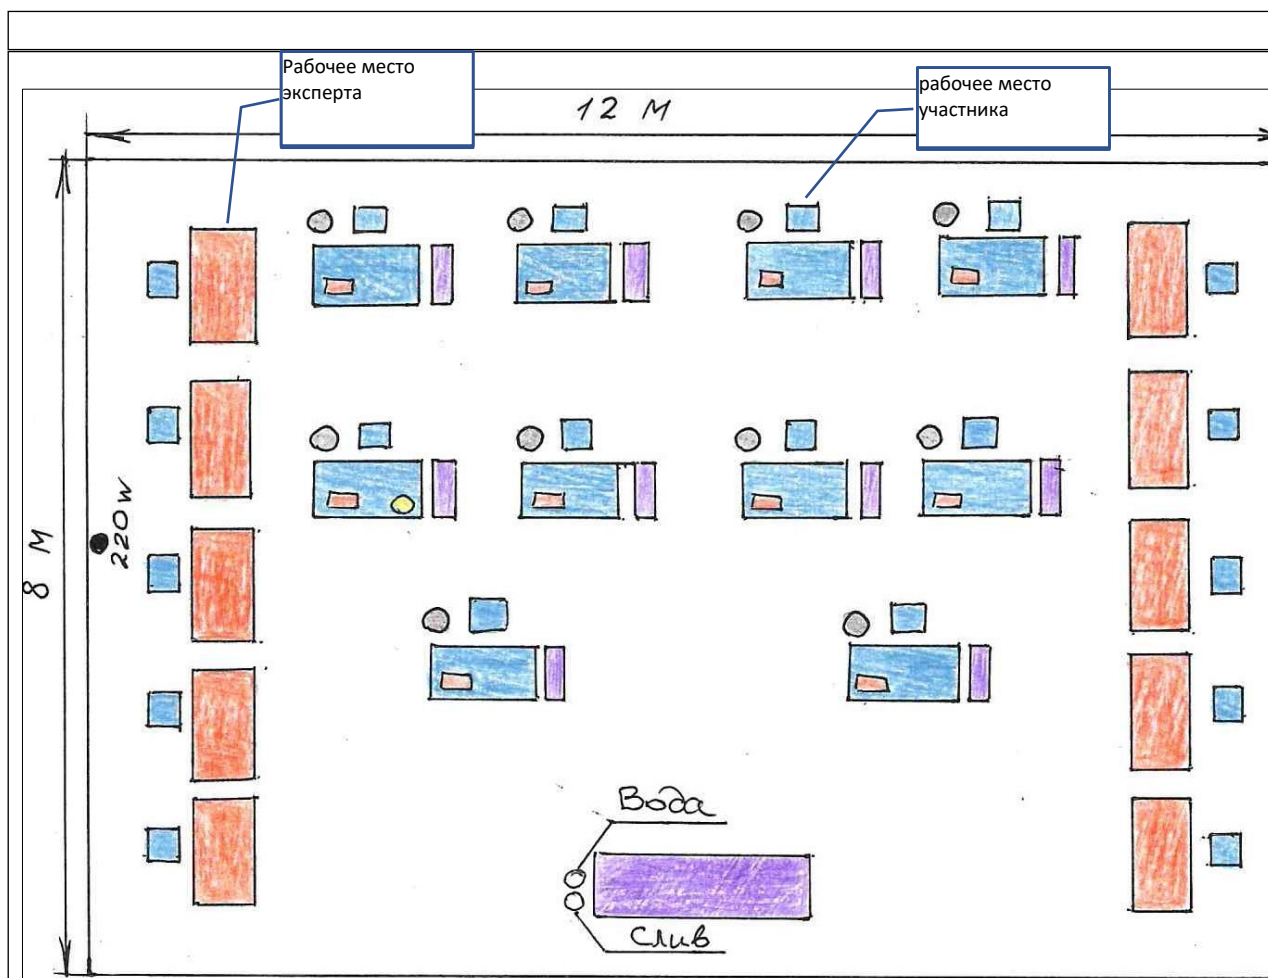 Рабочее место
эксперта
рабочее место
участника
12 М
8 М
220w
Вода
Слив